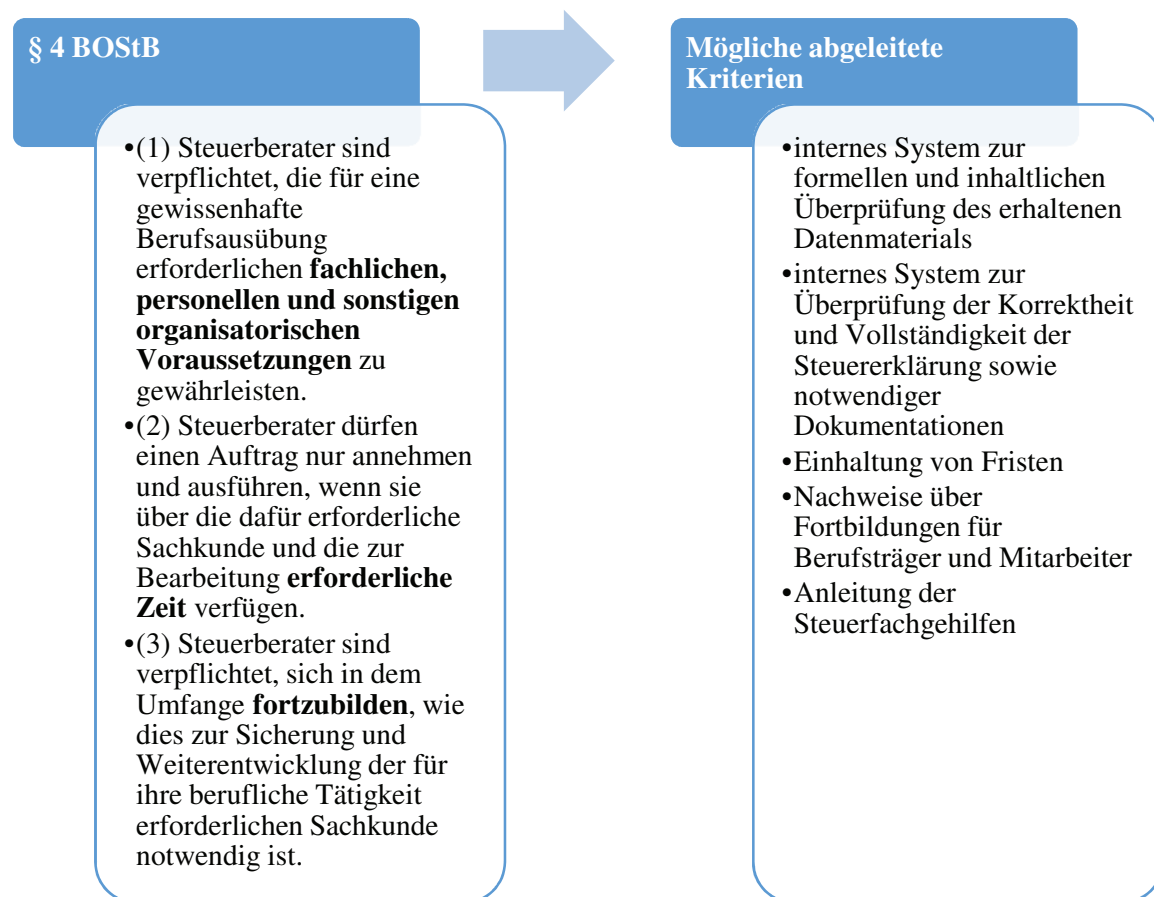 § 4 BOStB
•(1) Steuerberater sind
verpflichtet, die für eine
gewissenhafte
Berufsausübung
erforderlichen fachlichen,
personellen und sonstigen
organisatorischen
Voraussetzungen zu
gewährleisten.
•(2) Steuerberater dürfen
einen Auftrag nur annehmen
und ausführen, wenn sie
über die dafür erforderliche
Sachkunde und die zur
Bearbeitung erforderliche
Zeit verfügen.
•(3) Steuerberater sind
verpflichtet, sich in dem
Umfange fortzubilden, wie
dies zur Sicherung und
Weiterentwicklung der für
ihre berufliche Tätigkeit
erforderlichen Sachkunde
notwendig ist.
Mögliche abgeleitete
Kriterien
•internes System zur
formellen und inhaltlichen
Überprüfung des erhaltenen
Datenmaterials
•internes System zur
Überprüfung der Korrektheit
und Vollständigkeit der
Steuererklärung sowie
notwendiger
Dokumentationen
•Einhaltung von Fristen
•Nachweise über
Fortbildungen für
Berufsträger und Mitarbeiter
•Anleitung der
Steuerfachgehilfen